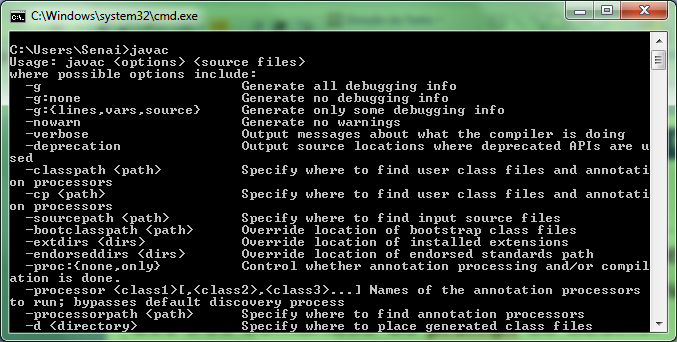 C:\Windows\system32\cmd.exe
C:\Users\Senai>javac
Usage: javac <options> <source files>
where possible options include:
  -g                         Generate all debugging info
  -g:none                    Generate no debugging info
  -g:{lines,vars,source}     Generate only some debugging info
  -nowarn                    Generate no warnings
  -verbose                   Output messages about what the compiler is doing
  -deprecation               Output source locations where deprecated APIs are u
sed
  -classpath <path>          Specify where to find user class files and annotati
on processors
  -cp <path>                 Specify where to find user class files and annotati
on processors
  -sourcepath <path>         Specify where to find input source files
  -bootclasspath <path>      Override location of bootstrap class files
  -extdirs <dirs>            Override location of installed extensions
  -endorseddirs <dirs>       Override location of endorsed standards path
  -proc:{none,only}          Control whether annotation processing and/or compil
ation is done.
  -processor <class1>[,<class2>,<class3>...] Names of the annotation processors
to run; bypasses default discovery process
  -processorpath <path>      Specify where to find annotation processors
  -d <directory>             Specify where to place generated class files